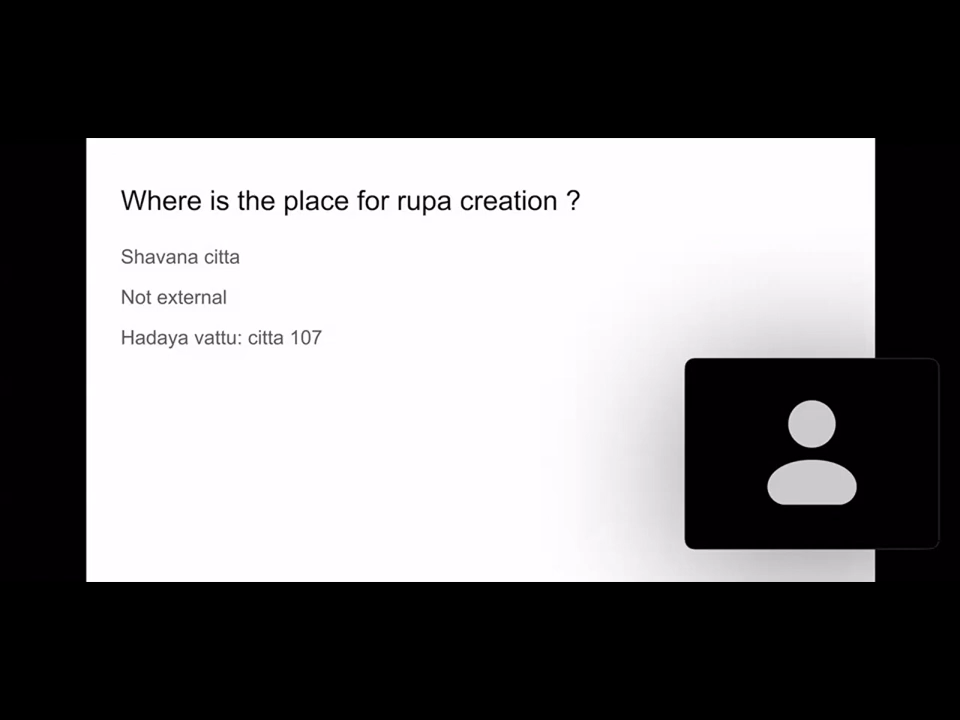 Where is the place for rupa creation ?
Shavana citta
Not external
Hadaya vattu: citta 107